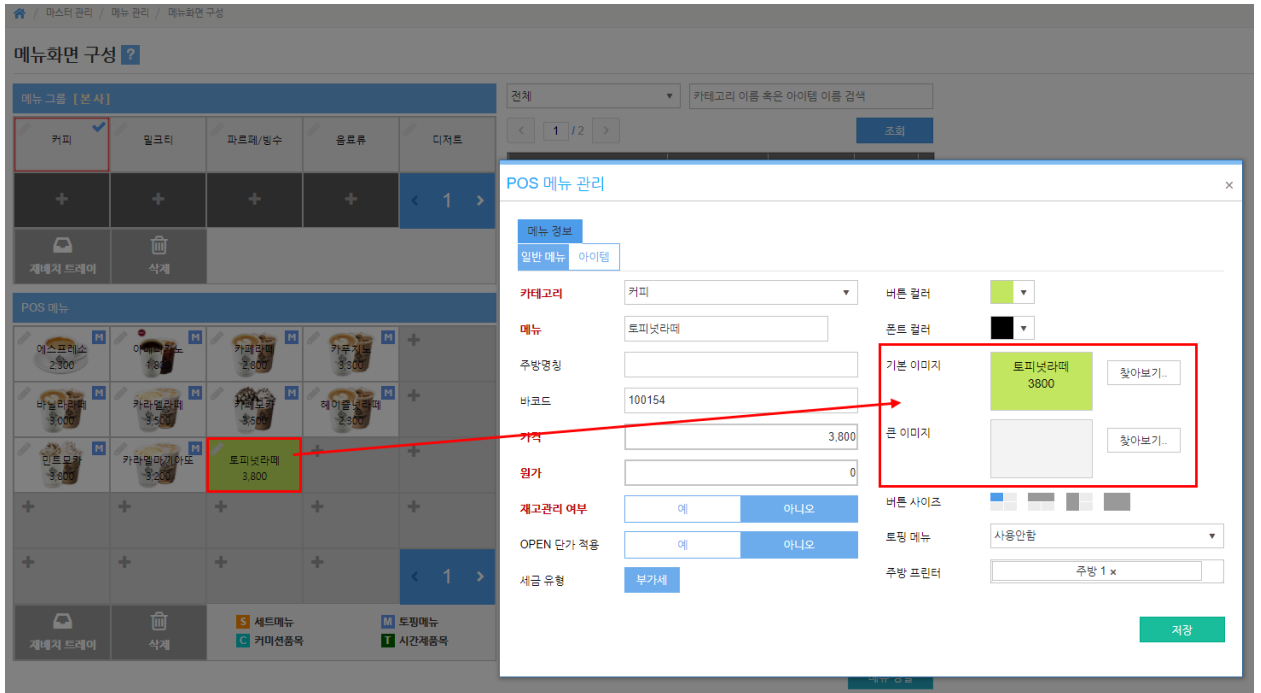 마스터 관리 / 메뉴 관리 / 메뉴화면 구성
메뉴화면 구성 ?
메뉴 그룹 [본사]
커피
밀크티
파르페/빙수
음료류
디저트
+ + + + < 1 >
재배치 트레이
삭제
POS 메뉴
에스프레소 M
2,300
카페라떼 M
2,800
카푸치노 M
3,300
바닐라라떼 M
3,000
카라멜라떼 M
3,500
카페모카 M
3,500
헤이즐넛라떼 M
2,300
민트모카 M
3,800
카라멜마끼아또 M
3,200
토피넛라떼
3,800
< 1 >
재배치 트레이
삭제
S 세트메뉴
M 토핑메뉴
C 커미션품목
T 시간제품목
전체
카테고리 이름 혹은 아이템 이름 검색
< 1 / 2 >
조회
POS 메뉴 관리 ×
메뉴 정보
일반 메뉴 아이템
카테고리 커피
메뉴 토피넛라떼
주방명칭
바코드 100154
가격 3,800
원가 0
재고관리 여부 예 아니오
OPEN 단가 적용 예 아니오
세금 유형 부가세
버튼 컬러
폰트 컬러
기본 이미지
토피넛라떼
3800
찾아보기..
큰 이미지
찾아보기..
버튼 사이즈
토핑 메뉴 사용안함
주방 프린터 주방 1 ×
저장